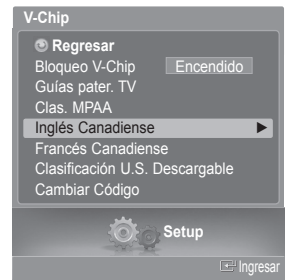 V-Chip
Regresar
Bloqueo V-Chip Encendido
Guías pater. TV
Clas. MPAA
Inglés Canadiense
Francés Canadiense
Clasificación U.S. Descargable
Cambiar Código
Setup
Ingresar